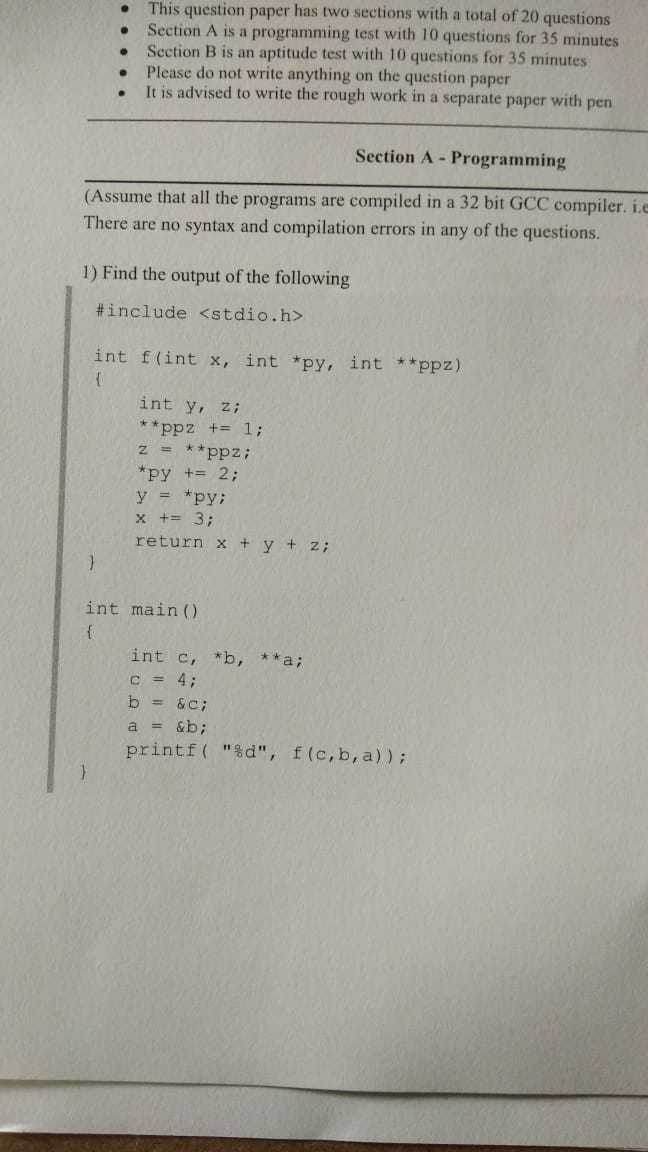 • This question paper has two sections with a total of 20 questions
• Section A is a programming test with 10 questions for 35 minutes
• Section B is an aptitude test with 10 questions for 35 minutes
• Please do not write anything on the question paper
• It is advised to write the rough work in a separate paper with pen
Section A - Programming
(Assume that all the programs are compiled in a 32 bit GCC compiler. i.e
There are no syntax and compilation errors in any of the questions.
1) Find the output of the following
#include <stdio.h>
int f(int x, int *py, int **ppz)
{
int y, z;
**ppz += 1;
z = **ppz;
*py += 2;
y = *py;
x += 3;
return x + y + z;
}
int main()
{
int c, *b, **a;
c = 4;
b = &c;
a = &b;
printf( "%d", f(c,b,a));
}